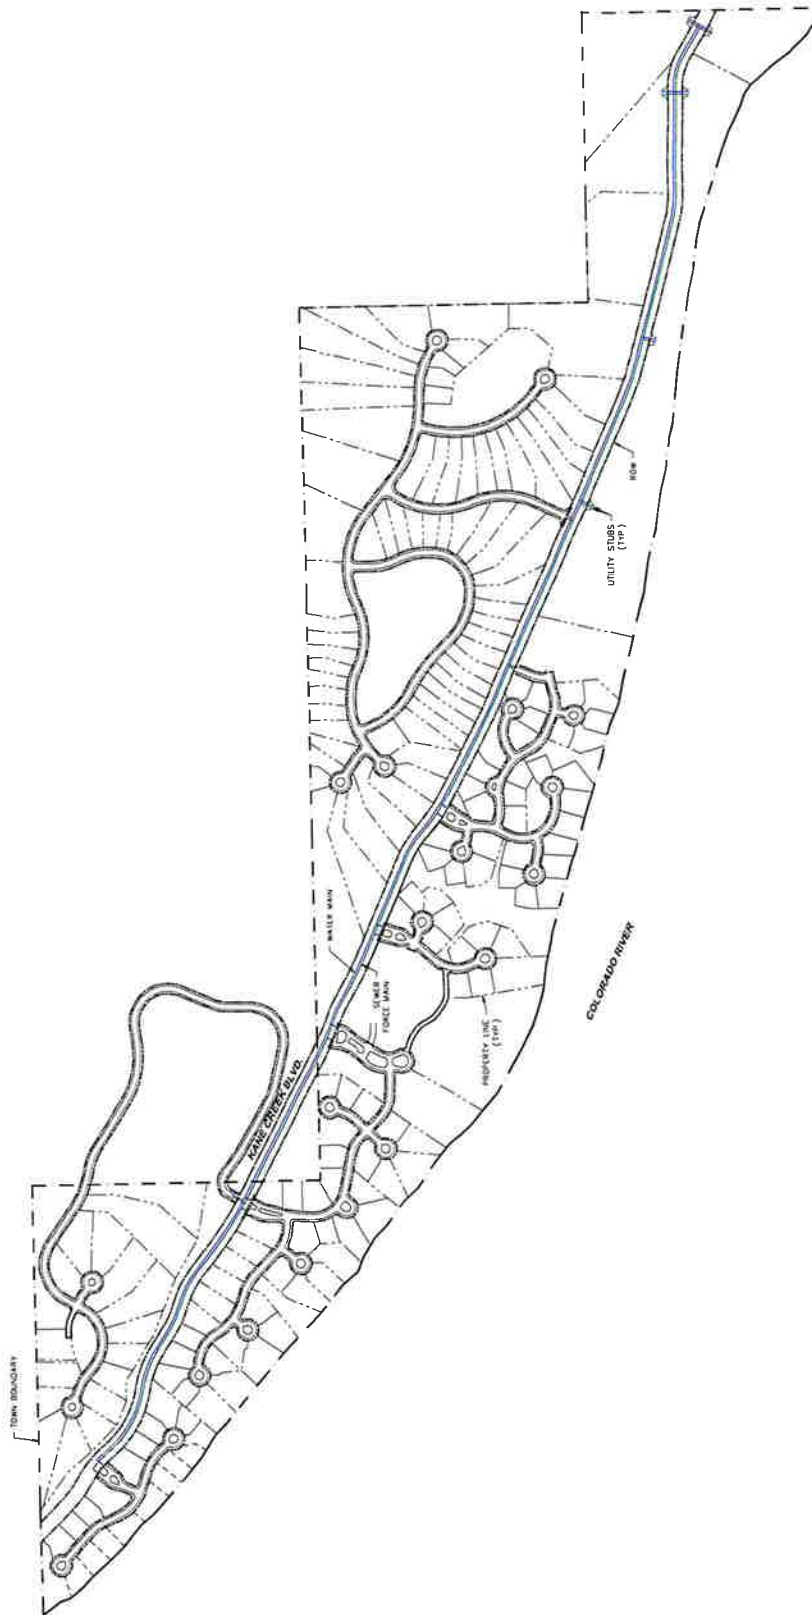 ROW
UTILITY STUBS
(TYP)
WATER MAIN
SEWER
FORCE MAIN
COLORADO RIVER
PROPERTY LINE
(TYP)
KANE CREEK BLVD.
TOWN BOUNDARY